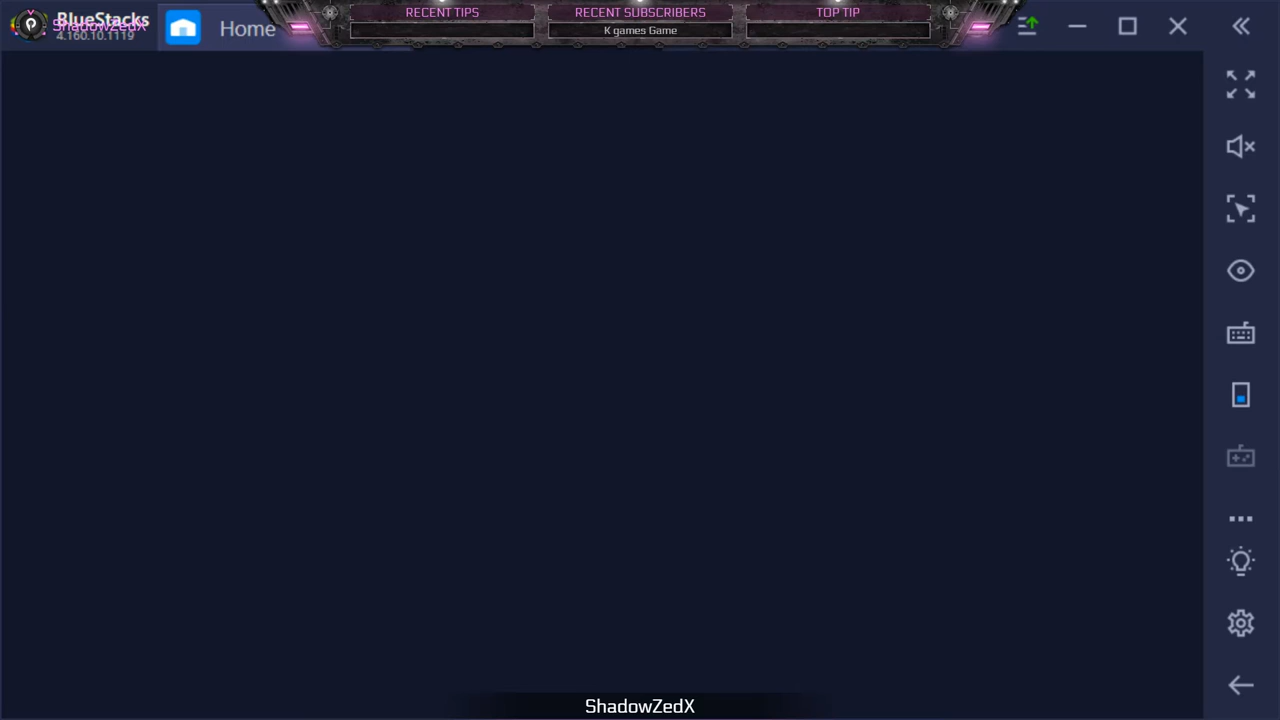 BlueStacks
ShadowZedX
4.160.10.1119
Home
RECENT TIPS
RECENT SUBSCRIBERS
K games Game
TOP TIP
ShadowZedX